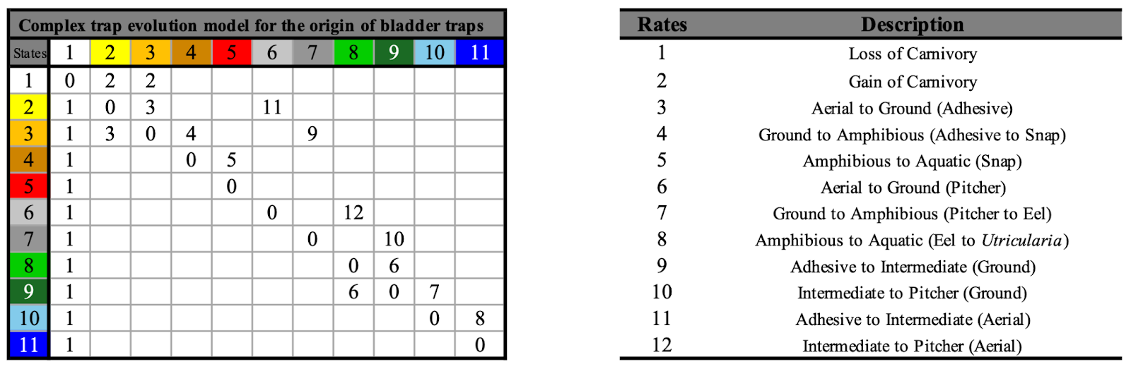 Complex trap evolution model for the origin of bladder traps
States 1 2 3 4 5 6 7 8 9 10 11
1 0 2 2
2 1 0 3 11
3 1 3 0 4 9
4 1 0 5
5 1 0
6 1 0 12
7 1 0 10
8 1 0 6
9 1 6 0 7
10 1 0 8
11 1 0
Rates Description
1 Loss of Carnivory
2 Gain of Carnivory
3 Aerial to Ground (Adhesive)
4 Ground to Amphibious (Adhesive to Snap)
5 Amphibious to Aquatic (Snap)
6 Aerial to Ground (Pitcher)
7 Ground to Amphibious (Pitcher to Eel)
8 Amphibious to Aquatic (Eel to Utricularia)
9 Adhesive to Intermediate (Ground)
10 Intermediate to Pitcher (Ground)
11 Adhesive to Intermediate (Aerial)
12 Intermediate to Pitcher (Aerial)